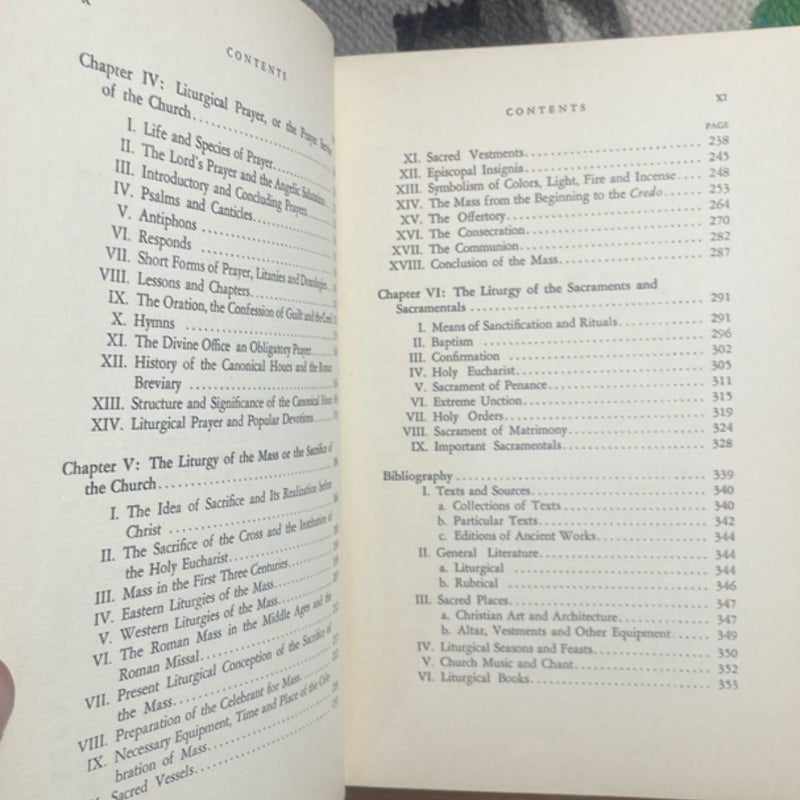 CONTENTS
Chapter IV: Liturgical Prayer, or the Prayer Service
of the Church
I. Life and Species of Prayer
II. The Lord's Prayer and the Angelic Salutation
III. Introductory and Concluding Prayers
IV. Psalms and Canticles
V. Antiphons
VI. Responds
VII. Short Forms of Prayer, Litanies and Doxologies
VIII. Lessons and Chapters
IX. The Oration, the Confession of Guilt and the Creed
X. Hymns
XI. The Divine Office an Obligatory Prayer
XII. History of the Canonical Hours and the Roman
Breviary
XIII. Structure and Significance of the Canonical Hours
XIV. Liturgical Prayer and Popular Devotions
Chapter V: The Liturgy of the Mass or the Sacrifice of
the Church
I. The Idea of Sacrifice and Its Realization before
Christ
II. The Sacrifice of the Cross and the Institution of
the Holy Eucharist
III. Mass in the First Three Centuries
IV. Eastern Liturgies of the Mass
V. Western Liturgies of the Mass
VI. The Roman Mass in the Middle Ages and the
Roman Missal
VII. Present Liturgical Conception of the Sacrifice of
the Mass
VIII. Preparation of the Celebrant for Mass
IX. Necessary Equipment, Time and Place of the Cele-
bration of Mass
Sacred Vessels
CONTENTS XI
PAGE
XI. Sacred Vestments 238
XII. Episcopal Insignia 245
XIII. Symbolism of Colors, Light, Fire and Incense 248
XIV. The Mass from the Beginning to the Credo 253
XV. The Offertory 264
XVI. The Consecration 270
XVII. The Communion 282
XVIII. Conclusion of the Mass 287
Chapter VI: The Liturgy of the Sacraments and
Sacramentals 291
I. Means of Sanctification and Rituals 291
II. Baptism 296
III. Confirmation 302
IV. Holy Eucharist 305
V. Sacrament of Penance 311
VI. Extreme Unction 315
VII. Holy Orders 319
VIII. Sacrament of Matrimony 324
IX. Important Sacramentals 328
Bibliography 339
I. Texts and Sources 340
a. Collections of Texts 340
b. Particular Texts 342
c. Editions of Ancient Works 344
II. General Literature 344
a. Liturgical 344
b. Rubrical 346
III. Sacred Places 347
a. Christian Art and Architecture 347
b. Altar, Vestments and Other Equipment 349
IV. Liturgical Seasons and Feasts 350
V. Church Music and Chant 352
VI. Liturgical Books 353